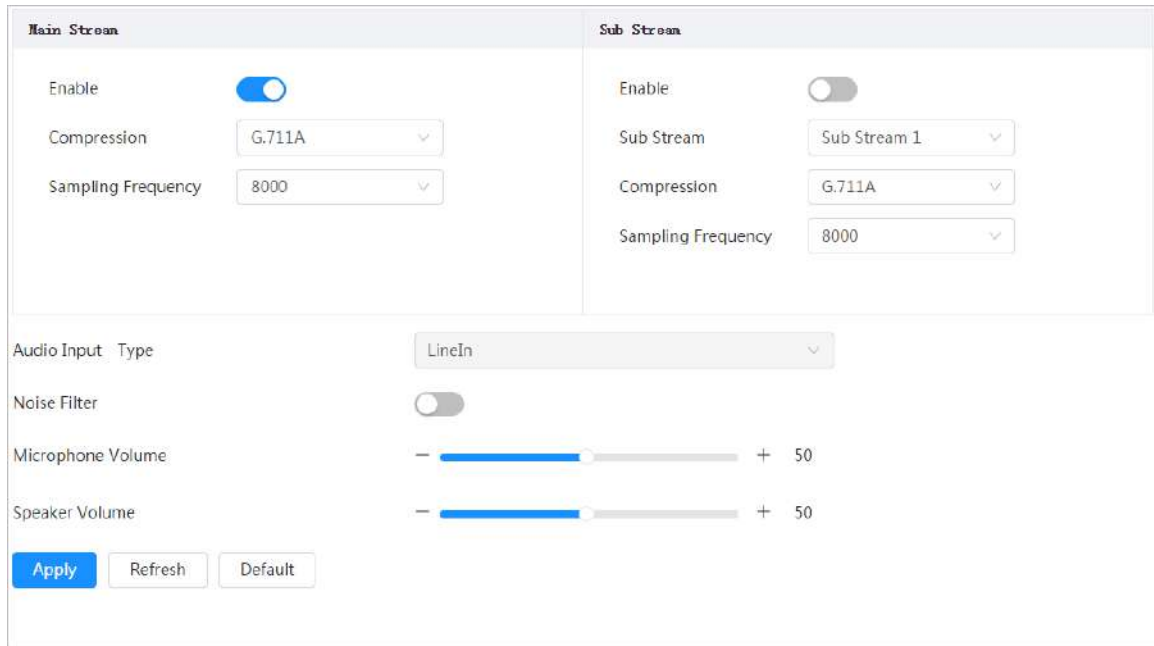 Main Stream
Enable
Compression G.711A
Sampling Frequency 8000
Sub Stream
Enable
Sub Stream Sub Stream 1
Compression G.711A
Sampling Frequency 8000
Audio Input Type LineIn
Noise Filter
Microphone Volume − + 50
Speaker Volume − + 50
Apply Refresh Default